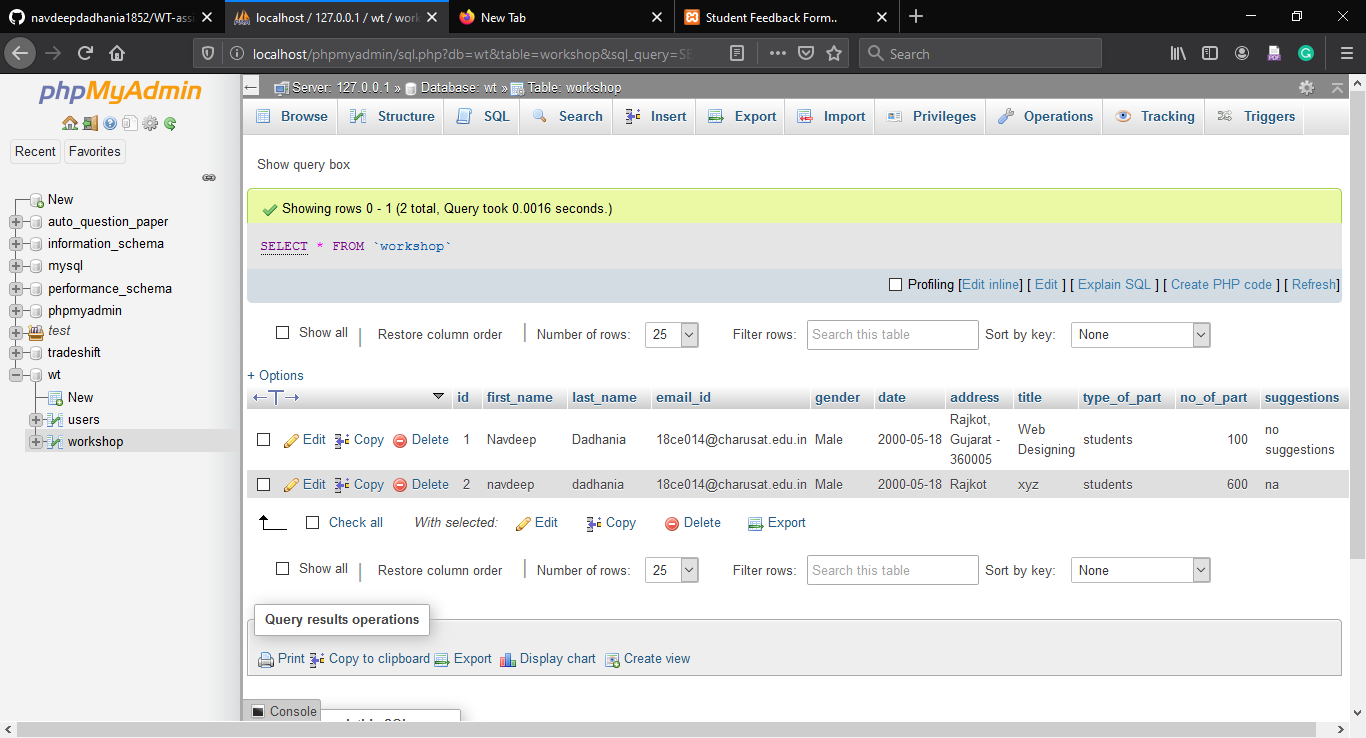 navdeepdadhania1852/WT-assi
localhost / 127.0.0.1 / wt / work
New Tab
Student Feedback Form..
localhost/phpmyadmin/sql.php?db=wt&table=workshop&sql_query=SE
Search
phpMyAdmin
Recent
Favorites
New
auto_question_paper
information_schema
mysql
performance_schema
phpmyadmin
test
tradeshift
wt
New
users
workshop
Server: 127.0.0.1 » Database: wt » Table: workshop
Browse Structure SQL Search Insert Export Import Privileges Operations Tracking Triggers
Show query box
Showing rows 0 - 1 (2 total, Query took 0.0016 seconds.)
SELECT * FROM `workshop`
Profiling [Edit inline] [ Edit ] [ Explain SQL ] [ Create PHP code ] [ Refresh]
Show all | Restore column order | Number of rows: 25 Filter rows: Search this table Sort by key: None
+ Options
←T→ id first_name last_name email_id gender date address title type_of_part no_of_part suggestions
Edit Copy Delete 1 Navdeep Dadhania 18ce014@charusat.edu.in Male 2000-05-18 Rajkot, Gujarat - 360005 Web Designing students 100 no suggestions
Edit Copy Delete 2 navdeep dadhania 18ce014@charusat.edu.in Male 2000-05-18 Rajkot xyz students 600 na
Check all With selected: Edit Copy Delete Export
Show all | Restore column order | Number of rows: 25 Filter rows: Search this table Sort by key: None
Query results operations
Print Copy to clipboard Export Display chart Create view
Console